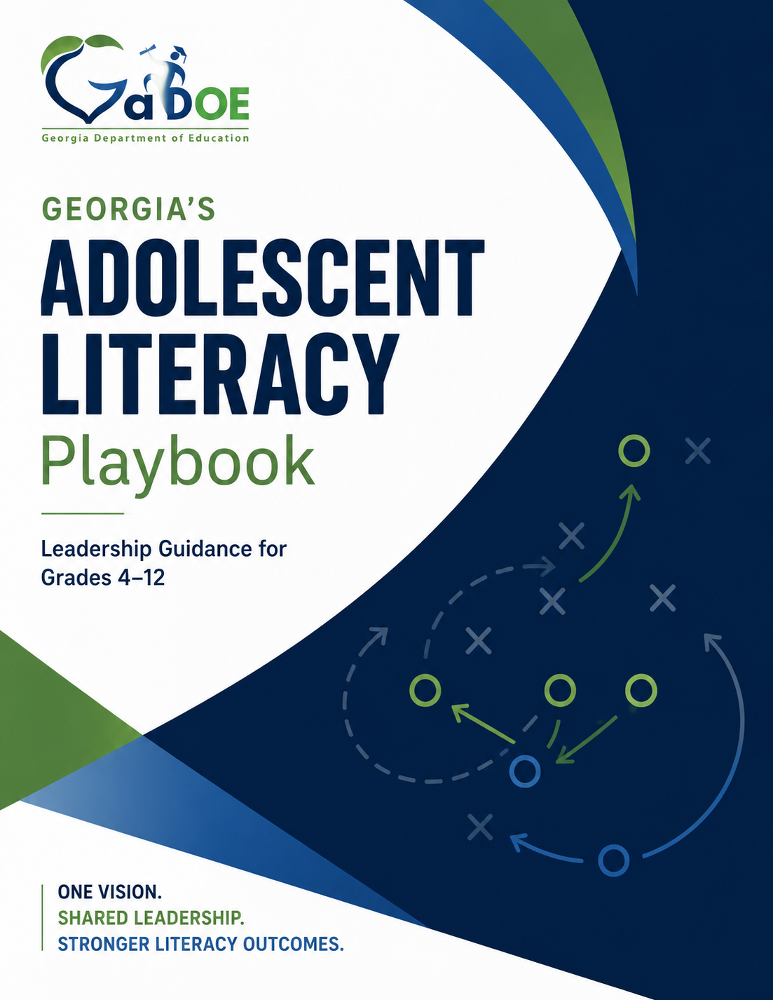 GaDOE
Georgia Department of Education
GEORGIA'S
ADOLESCENT
LITERACY
Playbook
Leadership Guidance for
Grades 4–12
ONE VISION.
SHARED LEADERSHIP.
STRONGER LITERACY OUTCOMES.